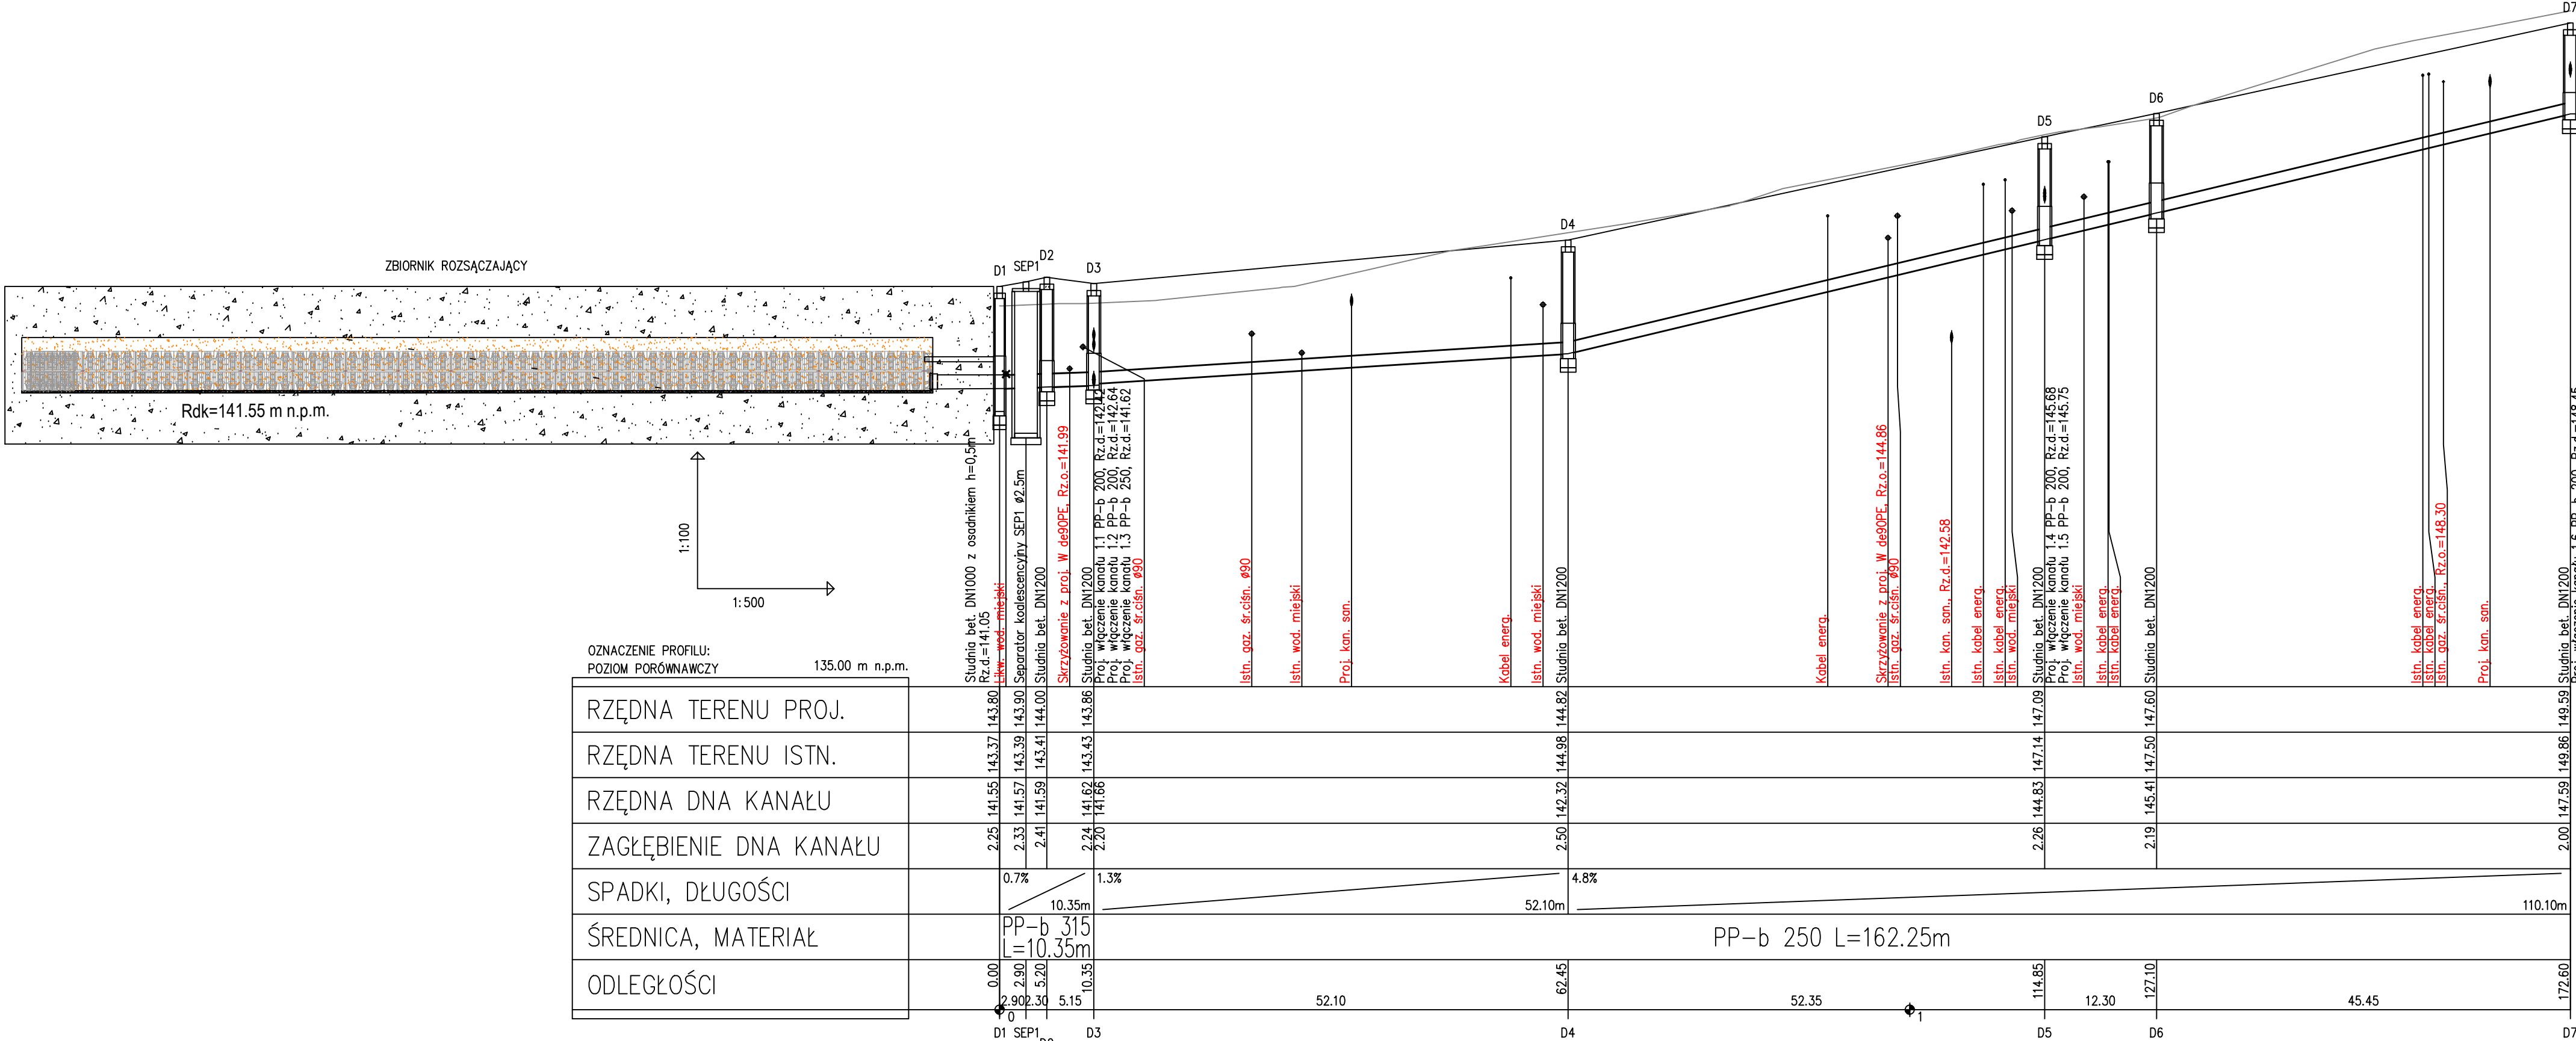 D7
D6
D5
D4
ZBIORNIK ROZSĄCZAJĄCY
D1
SEP1
D2
D3
Rdk=141.55 m n.p.m.
1:100
1:500
Studnia bet. DN1000 z osadnikiem h=0,5m
Rz.d.=141.05
Likw. wod. miejski
Separator koalescencyjny SEP1 ø2.5m
Studnia bet. DN1200
Skrzyżowanie z proj. W de90PE, Rz.o.=141.99
Studnia bet. DN1200
Proj. włączenie kanału 1.1 PP-b 200, Rz.d.=142.42
Proj. włączenie kanału 1.2 PP-b 200, Rz.d.=142.64
Proj. włączenie kanału 1.3 PP-b 250, Rz.d.=141.62
Istn. gaz. śr.ciśn. ø90
Istn. gaz. śr.ciśn. ø90
Istn. wod. miejski
Proj. kan. san.
Kabel energ.
Istn. wod. miejski
Studnia bet. DN1200
Kabel energ.
Skrzyżowanie z proj. W de90PE, Rz.o.=144.86
Istn. gaz. śr.ciśn. ø90
Istn. kan. san., Rz.d.=142.58
Istn. kabel energ.
Istn. kabel energ.
Istn. wod. miejski
Studnia bet. DN1200
Proj. włączenie kanału 1.4 PP-b 200, Rz.d.=145.68
Proj. włączenie kanału 1.5 PP-b 200, Rz.d.=145.75
Istn. wod. miejski
Istn. kabel energ.
Istn. kabel energ.
Studnia bet. DN1200
Istn. kabel energ.
Istn. kabel energ.
Istn. gaz. śr.ciśn., Rz.o.=148.30
Proj. kan. san.
Studnia bet. DN1200
OZNACZENIE PROFILU:
POZIOM PORÓWNAWCZY 135.00 m n.p.m.
RZĘDNA TERENU PROJ. 143.80 143.90 144.00 143.86 144.82 147.09 147.60 149.59
RZĘDNA TERENU ISTN. 143.37 143.39 143.41 143.43 144.98 147.14 147.50 149.86
RZĘDNA DNA KANAŁU 141.55 141.57 141.59 141.62 141.66 142.32 144.83 145.41 147.59
ZAGŁĘBIENIE DNA KANAŁU 2.25 2.33 2.41 2.24 2.20 2.50 2.26 2.19 2.00
SPADKI, DŁUGOŚCI 0.7% 10.35m 1.3% 52.10m 4.8% 110.10m
ŚREDNICA, MATERIAŁ PP-b 315
L=10.35m
PP-b 250 L=162.25m
ODLEGŁOŚCI 0.00 2.90 5.20 10.35 62.45 114.85 127.10 172.60
2.90 2.30 5.15 52.10 52.35 12.30 45.45
0 1
D1 SEP1 D3 D4 D5 D6 D7